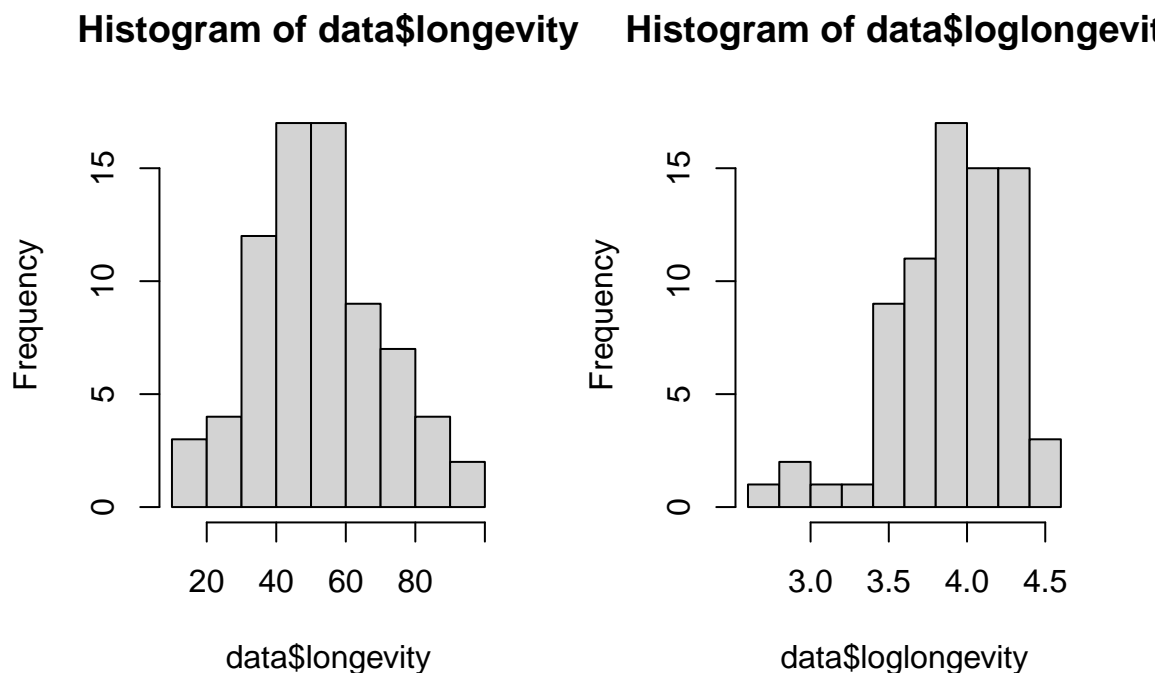 Histogram of data$longevity
Frequency
0 5 10 15
20 40 60 80
data$longevity
Histogram of data$loglongevit
Frequency
0 5 10 15
3.0 3.5 4.0 4.5
data$loglongevity